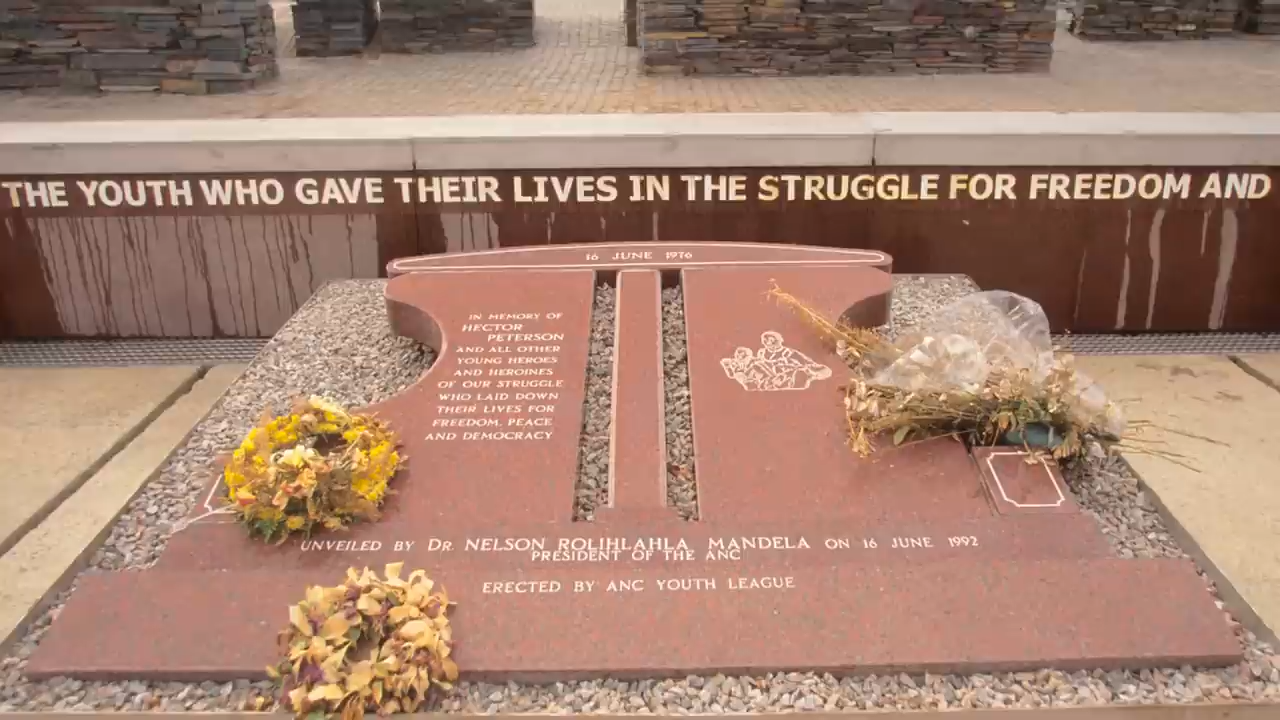 THE YOUTH WHO GAVE THEIR LIVES IN THE STRUGGLE FOR FREEDOM AND
16 JUNE 1976
IN MEMORY OF
HECTOR
PETERSON
AND ALL OTHER
YOUNG HEROES
AND HEROINES
OF OUR STRUGGLE
WHO LAID DOWN
THEIR LIVES FOR
FREEDOM, PEACE
AND DEMOCRACY
UNVEILED BY DR. NELSON ROLIHLAHLA MANDELA ON 16 JUNE 1992
PRESIDENT OF THE ANC
ERECTED BY ANC YOUTH LEAGUE